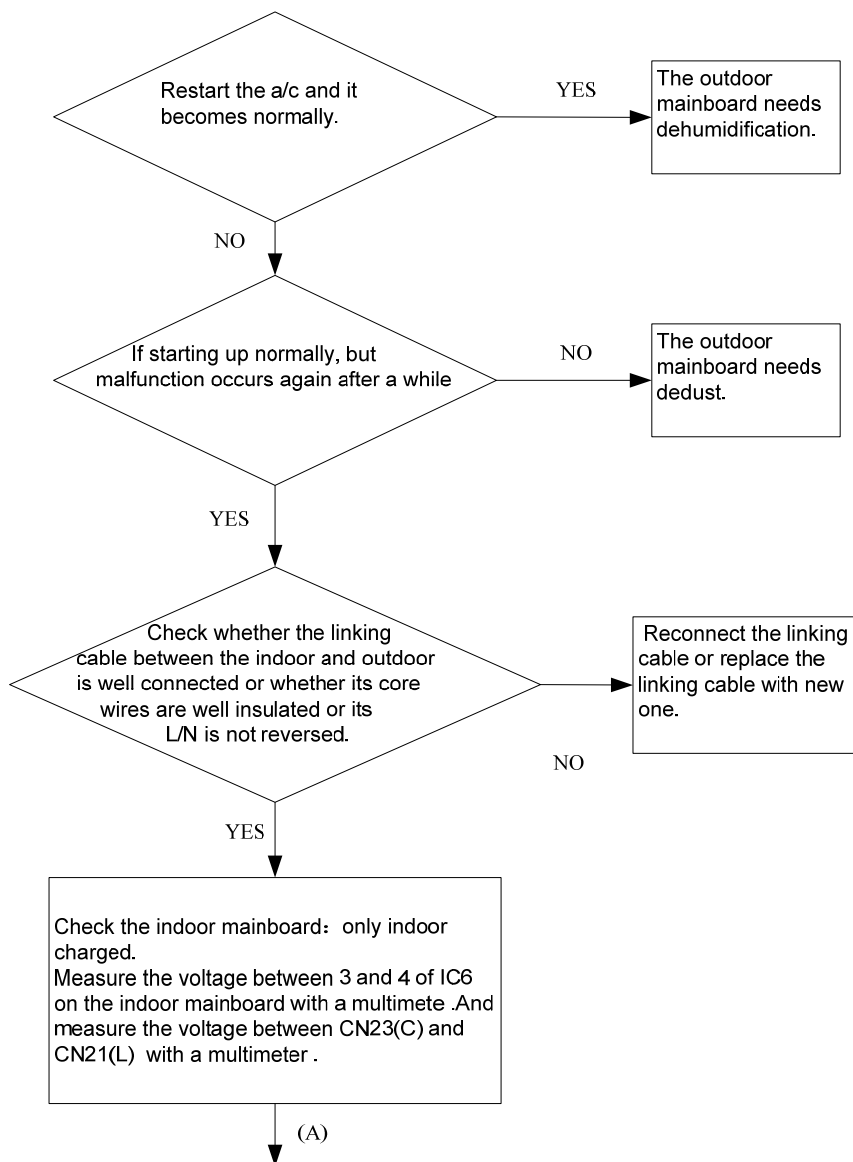 Restart the a/c and it
becomes normally.
YES
The outdoor
mainboard needs
dehumidification.
NO
If starting up normally, but
malfunction occurs again after a while
NO
The outdoor
mainboard needs
dedust.
YES
Check whether the linking
cable between the indoor and outdoor
is well connected or whether its core
wires are well insulated or its
L/N is not reversed.
NO
Reconnect the linking
cable or replace the
linking cable with new
one.
YES
Check the indoor mainboard：only indoor
charged.
Measure the voltage between 3 and 4 of IC6
on the indoor mainboard with a multimete .And
measure the voltage between CN23(C) and
CN21(L) with a multimeter .
(A)